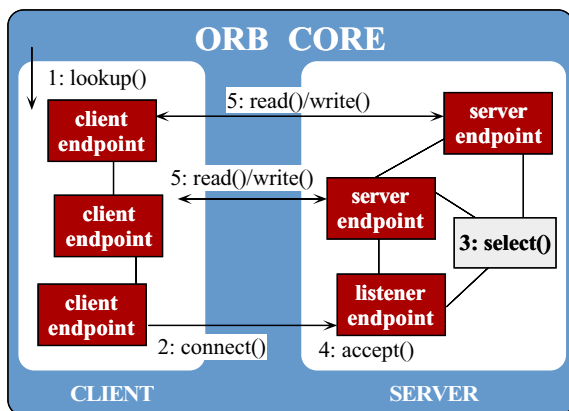 ORB CORE
1: lookup()
client
endpoint
5: read()/write()
server
endpoint
client
endpoint
5: read()/write()
server
endpoint
3: select()
client
endpoint
listener
endpoint
2: connect()
4: accept()
CLIENT
SERVER